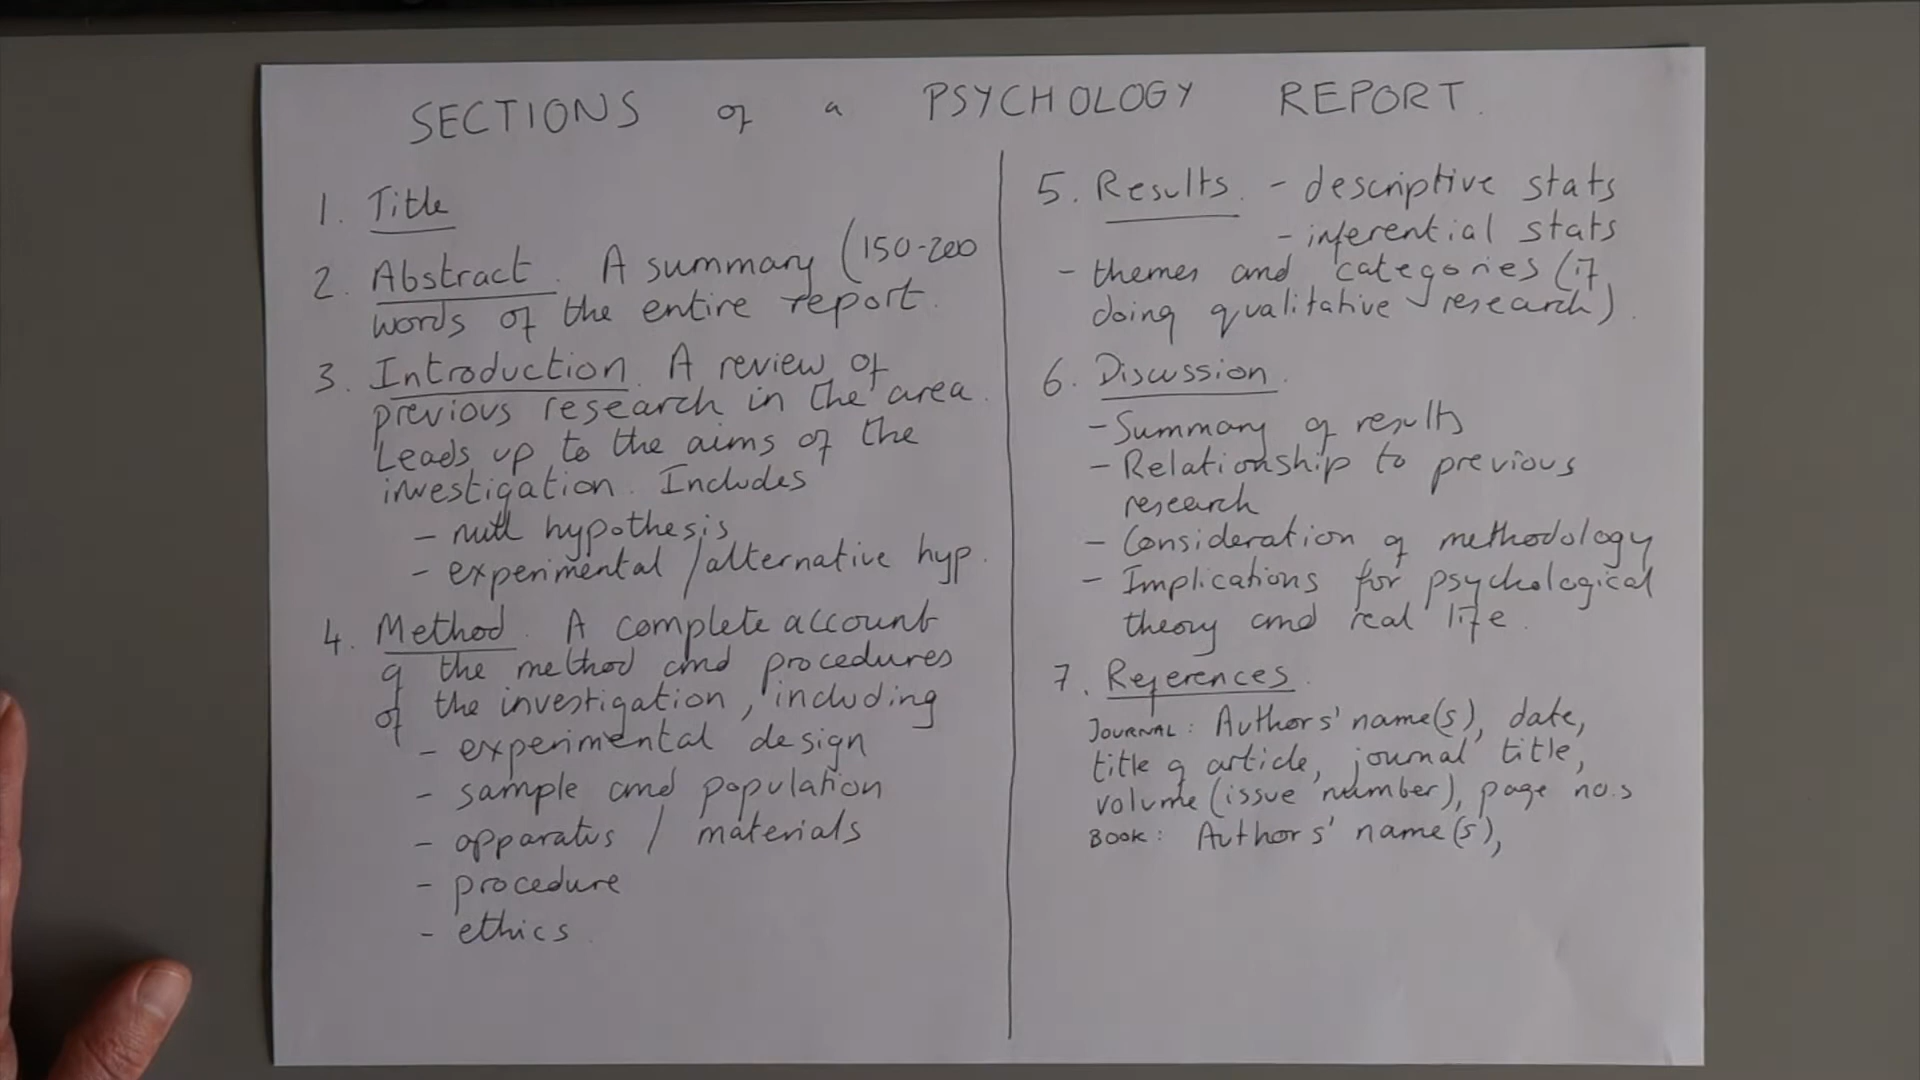 SECTIONS of a PSYCHOLOGY REPORT.
1. Title
2. Abstract. A summary (150-200
words of the entire report.
3. Introduction. A review of
previous research in the area.
Leads up to the aims of the
investigation. Includes
- null hypothesis
- experimental / alternative hyp.
4. Method. A complete account
of the method and procedures
of the investigation, including
- experimental design
- sample and population
- apparatus / materials
- procedure
- ethics.
5. Results. - descriptive stats
- inferential stats
- themes and categories (if
doing qualitative research).
6. Discussion.
- Summary of results
- Relationship to previous
research
- Consideration of methodology
- Implications for psychological
theory and real life.
7. References.
JOURNAL: Authors' name(s), date,
title of article, journal title,
volume (issue number), page no.s
BOOK: Authors' name(s),